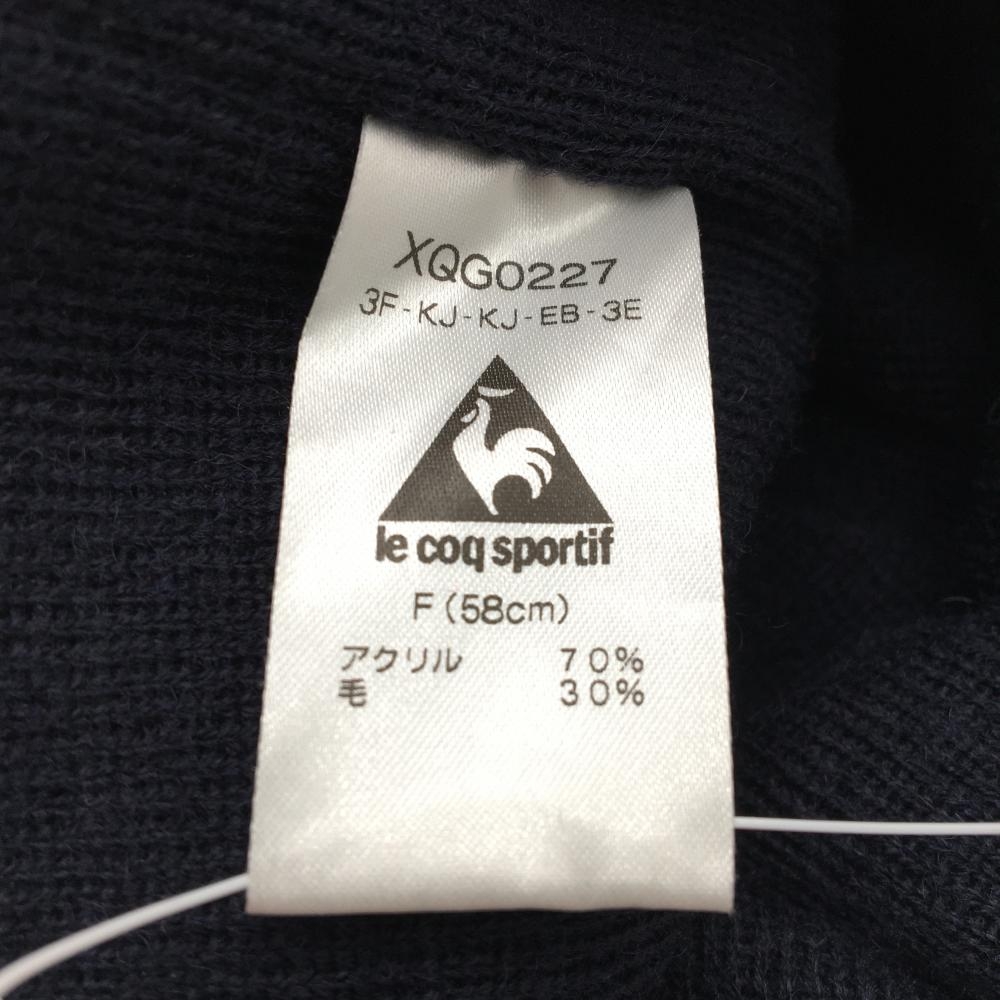 XQG0227
3F-KJ-KJ-EB-3E
le coq sportif
F(58cm)
アクリル 70%
毛 30%